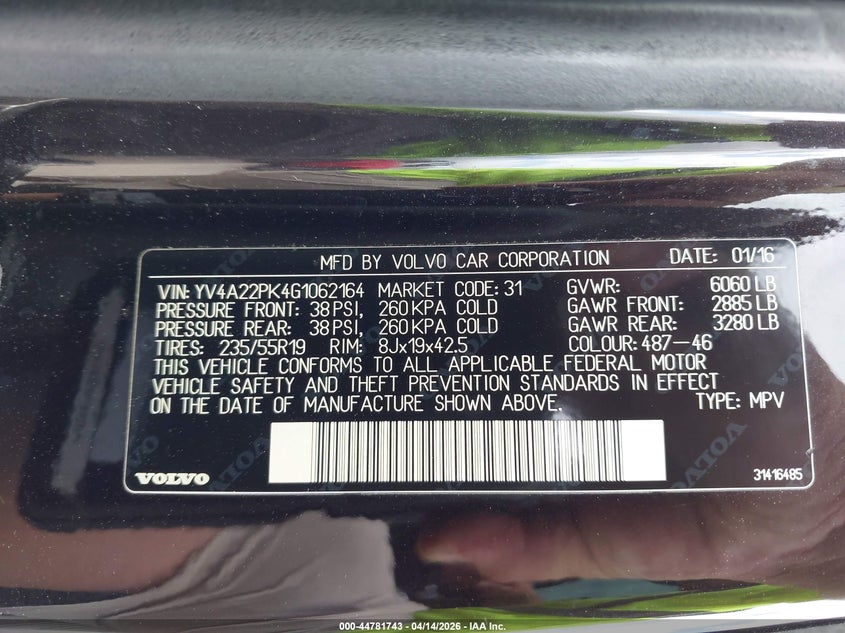 MFD BY VOLVO CAR CORPORATION DATE: 01/16
VIN: YV4A22PK4G1062164 MARKET CODE: 31 GVWR: 6060 LB
PRESSURE FRONT: 38 PSI, 260 KPA COLD GAWR FRONT: 2885 LB
PRESSURE REAR: 38 PSI, 260 KPA COLD GAWR REAR: 3280 LB
TIRES: 235/55R19 RIM: 8Jx19x42.5 COLOUR: 487-46
THIS VEHICLE CONFORMS TO ALL APPLICABLE FEDERAL MOTOR
VEHICLE SAFETY AND THEFT PREVENTION STANDARDS IN EFFECT
ON THE DATE OF MANUFACTURE SHOWN ABOVE. TYPE: MPV
VOLVO 31416485
000-44781743 - 04/14/2026 - IAA Inc.